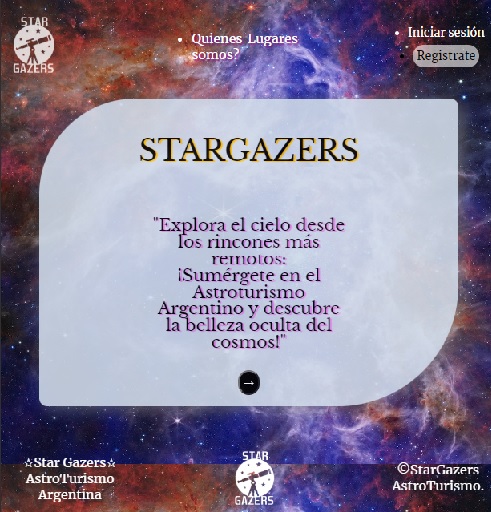 STAR
GAZERS
Quienes Lugares
somos?
Iniciar sesión
Registrate
STARGAZERS
"Explora el cielo desde
los rincones más
remotos:
¡Sumérgete en el
Astroturismo
Argentino y descubre
la belleza oculta del
cosmos!"
→
☆Star Gazers☆
AstroTurismo
Argentina
STAR
GAZERS
©StarGazers
AstroTurismo.